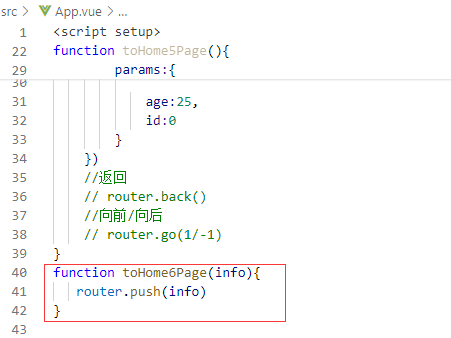 src > App.vue > ...
1 <script setup>
22 function toHome5Page(){
29 params:{
30
31 age:25,
32 id:0
33 }
34 })
35 //返回
36 // router.back()
37 //向前/向后
38 // router.go(1/-1)
39 }
40 function toHome6Page(info){
41 router.push(info)
42 }
43